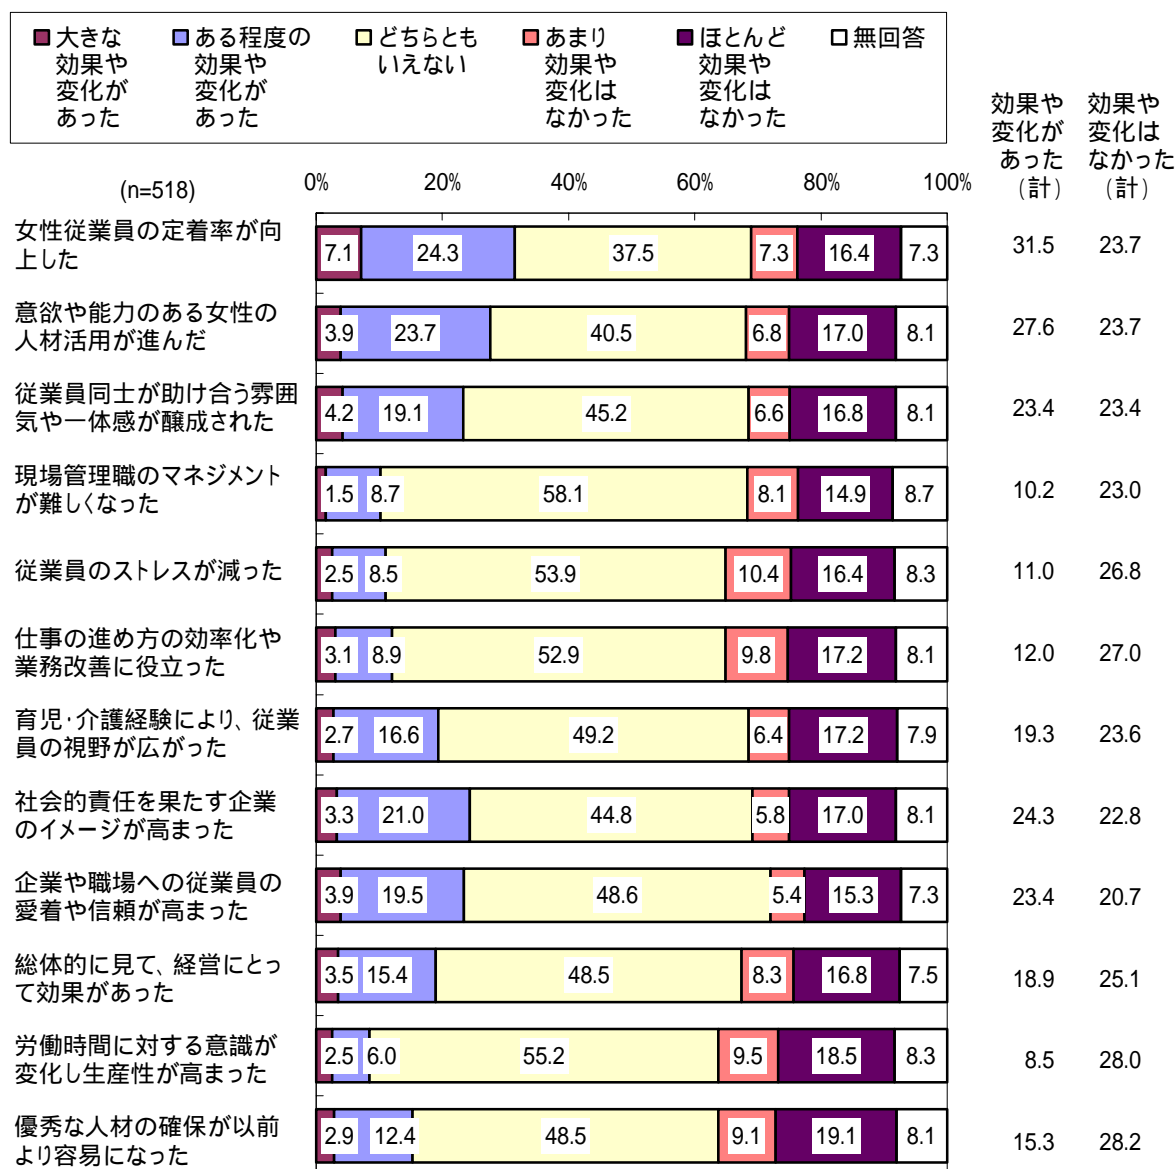 大きな
効果や
変化が
あった
ある程度の
効果や
変化が
あった
どちらとも
いえない
あまり
効果や
変化は
なかった
ほとんど
効果や
変化は
なかった
無回答
効果や
変化が
あった
(計)
効果や
変化は
なかった
(計)
(n=518)
0% 20% 40% 60% 80% 100%
女性従業員の定着率が向
上した
7.1 24.3 37.5 7.3 16.4 7.3 31.5 23.7
意欲や能力のある女性の
人材活用が進んだ
3.9 23.7 40.5 6.8 17.0 8.1 27.6 23.7
従業員同士が助け合う雰囲
気や一体感が醸成された
4.2 19.1 45.2 6.6 16.8 8.1 23.4 23.4
現場管理職のマネジメント
が難しくなった
1.5 8.7 58.1 8.1 14.9 8.7 10.2 23.0
従業員のストレスが減った
2.5 8.5 53.9 10.4 16.4 8.3 11.0 26.8
仕事の進め方の効率化や
業務改善に役立った
3.1 8.9 52.9 9.8 17.2 8.1 12.0 27.0
育児・介護経験により、従業
員の視野が広がった
2.7 16.6 49.2 6.4 17.2 7.9 19.3 23.6
社会的責任を果たす企業
のイメージが高まった
3.3 21.0 44.8 5.8 17.0 8.1 24.3 22.8
企業や職場への従業員の
愛着や信頼が高まった
3.9 19.5 48.6 5.4 15.3 7.3 23.4 20.7
総体的に見て、経営にとっ
て効果があった
3.5 15.4 48.5 8.3 16.8 7.5 18.9 25.1
労働時間に対する意識が
変化し生産性が高まった
2.5 6.0 55.2 9.5 18.5 8.3 8.5 28.0
優秀な人材の確保が以前
より容易になった
2.9 12.4 48.5 9.1 19.1 8.1 15.3 28.2